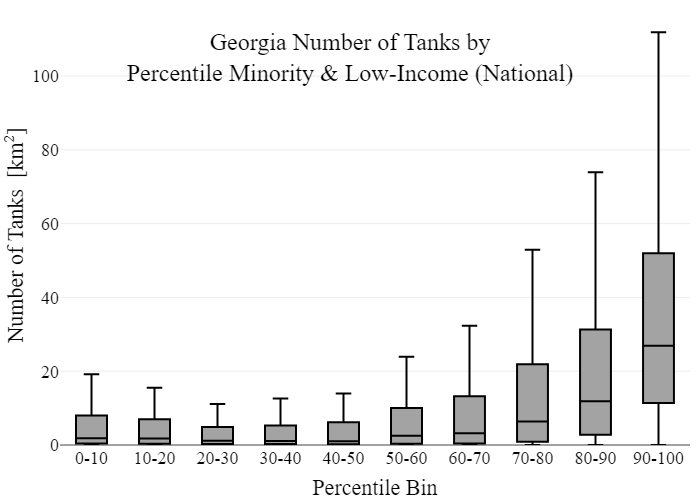 Georgia Number of Tanks by
Percentile Minority & Low-Income (National)
Number of Tanks [km²]
100
80
60
40
20
0
0-10 10-20 20-30 30-40 40-50 50-60 60-70 70-80 80-90 90-100
Percentile Bin